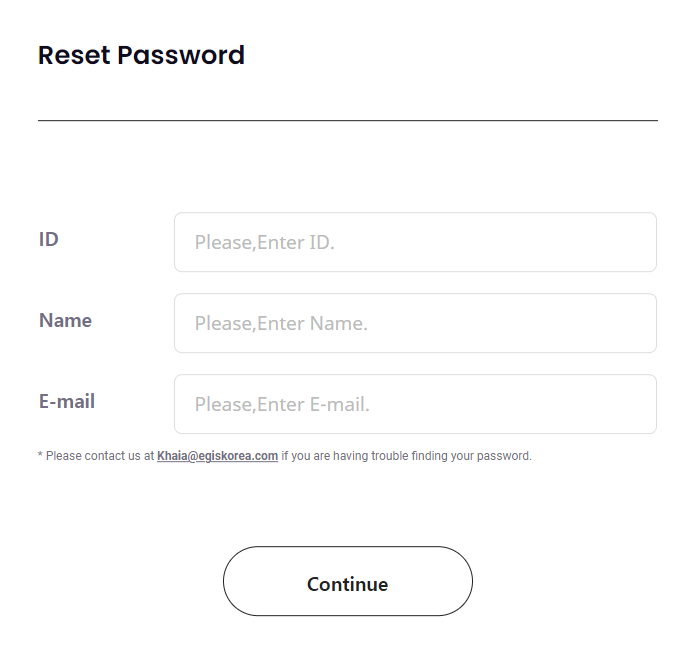 Reset Password
ID
Please,Enter ID.
Name
Please,Enter Name.
E-mail
Please,Enter E-mail.
* Please contact us at Khaia@egiskorea.com if you are having trouble finding your password.
Continue